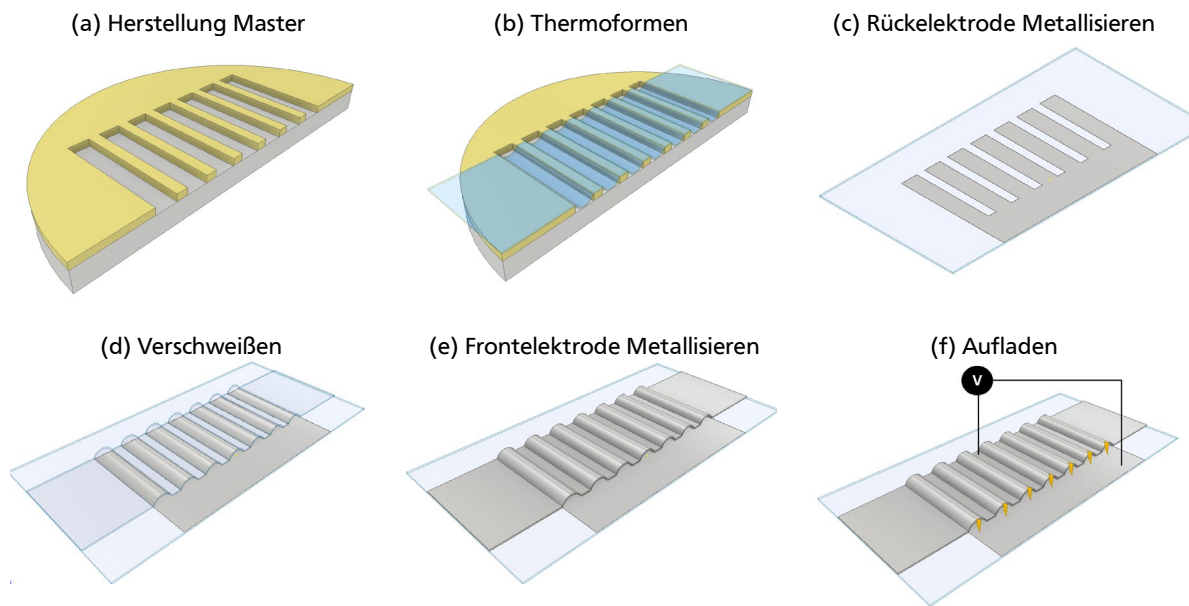 (a) Herstellung Master
(b) Thermoformen
(c) Rückelektrode Metallisieren
(d) Verschweißen
(e) Frontelektrode Metallisieren
(f) Aufladen
V